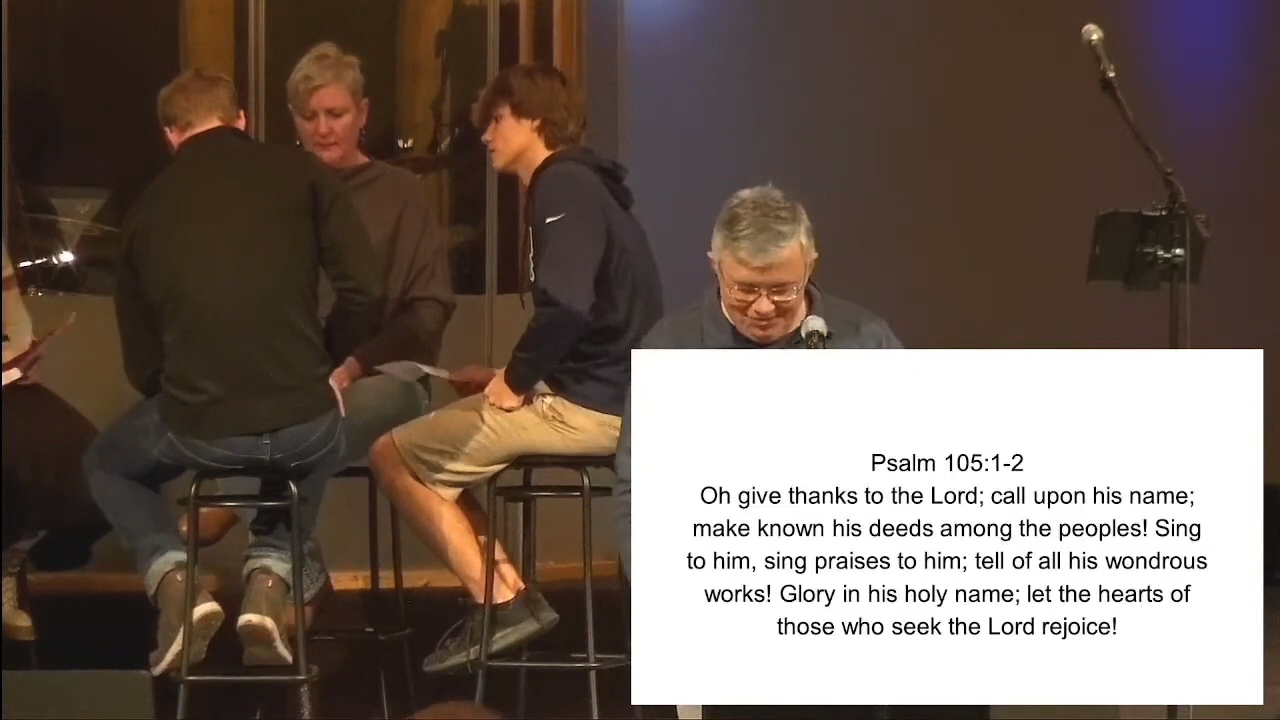 Psalm 105:1-2
Oh give thanks to the Lord; call upon his name;
make known his deeds among the peoples! Sing
to him, sing praises to him; tell of all his wondrous
works! Glory in his holy name; let the hearts of
those who seek the Lord rejoice!